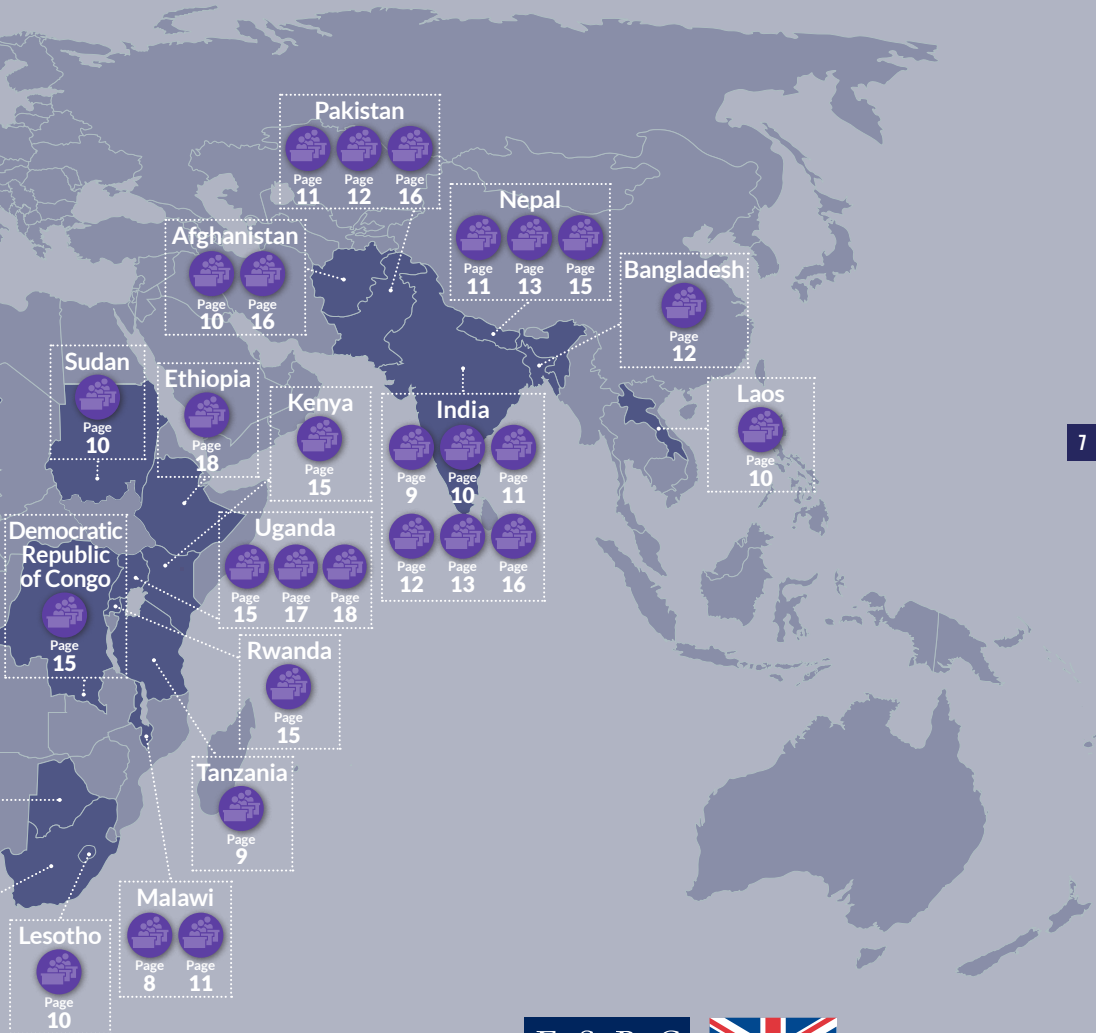 Pakistan
Page Page Page
11 12 16
Nepal
Page Page Page
11 13 15
Afghanistan
Page Page
10 16
Bangladesh
Page
12
Sudan
Page
10
Ethiopia
Page
18
Kenya
Page
15
India
Page Page Page
9 10 11
Page Page Page
12 13 16
Laos
Page
10
7
Democratic
Republic
of Congo
Page
15
Uganda
Page Page Page
15 17 18
Rwanda
Page
15
Tanzania
Page
9
Malawi
Page Page
8 11
Lesotho
Page
10